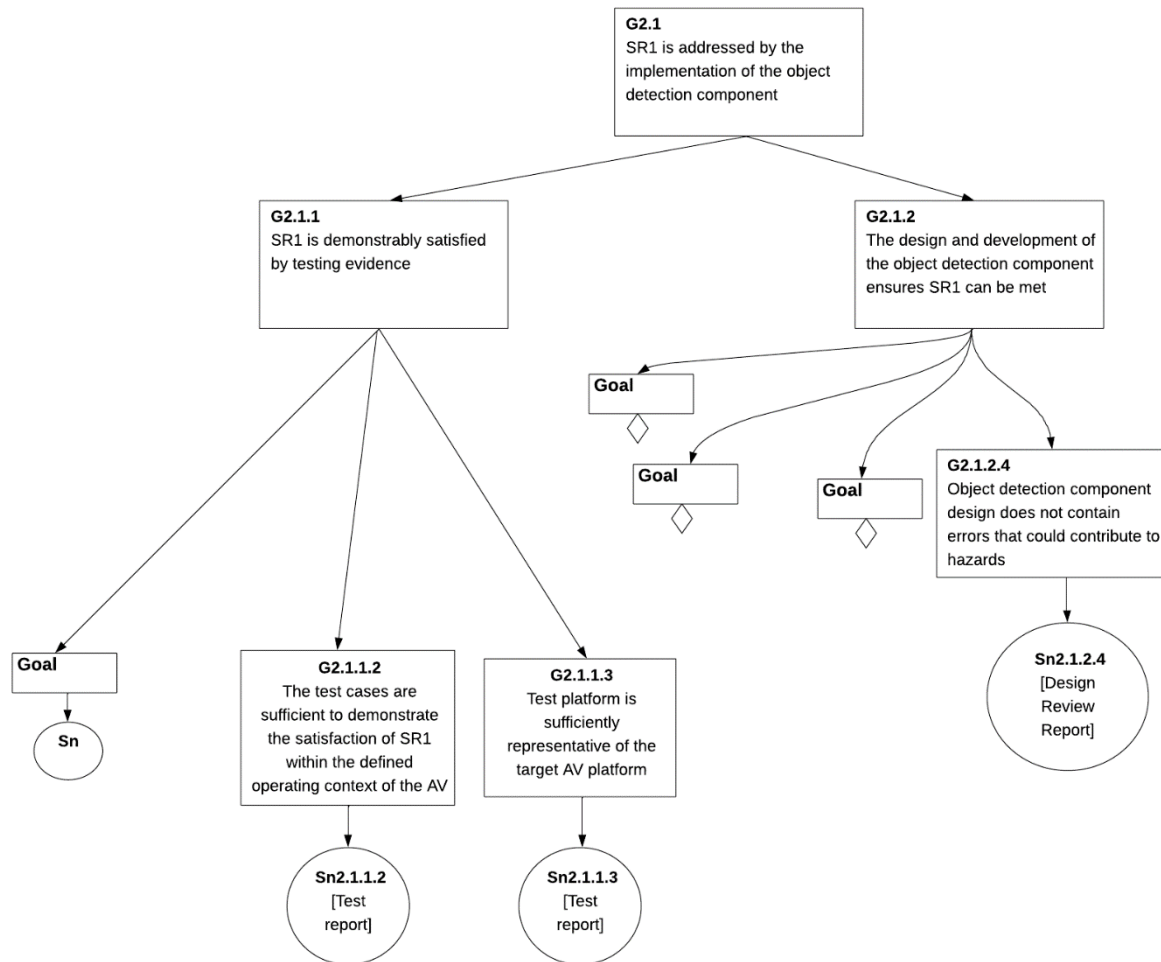 G2.1
SR1 is addressed by the
implementation of the object
detection component
G2.1.1
SR1 is demonstrably satisfied
by testing evidence
G2.1.2
The design and development of
the object detection component
ensures SR1 can be met
Goal
Goal
Goal
G2.1.2.4
Object detection component
design does not contain
errors that could contribute to
hazards
Goal
Sn
G2.1.1.2
The test cases are
sufficient to demonstrate
the satisfaction of SR1
within the defined
operating context of the AV
G2.1.1.3
Test platform is
sufficiently
representative of the
target AV platform
Sn2.1.2.4
[Design
Review
Report]
Sn2.1.1.2
[Test
report]
Sn2.1.1.3
[Test
report]